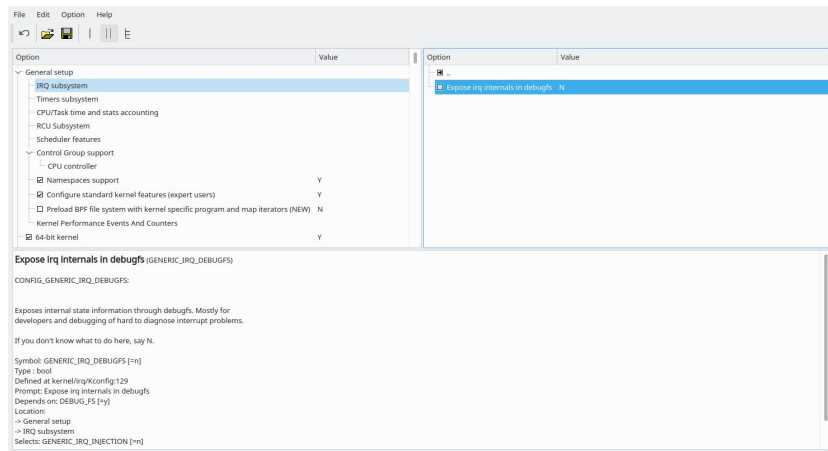 File Edit Option Help
Option Value
General setup
IRQ subsystem
Timers subsystem
CPU/Task time and stats accounting
RCU Subsystem
Scheduler features
Control Group support
CPU controller
Namespaces support Y
Configure standard kernel features (expert users) Y
Preload BPF file system with kernel specific program and map iterators (NEW) N
Kernel Performance Events And Counters
64-bit kernel Y
Option Value
..
Expose irq internals in debugfs N
Expose irq internals in debugfs (GENERIC_IRQ_DEBUGFS)
CONFIG_GENERIC_IRQ_DEBUGFS:
Exposes internal state information through debugfs. Mostly for
developers and debugging of hard to diagnose interrupt problems.
If you don't know what to do here, say N.
Symbol: GENERIC_IRQ_DEBUGFS [=n]
Type : bool
Defined at kernel/irq/Kconfig:129
Prompt: Expose irq internals in debugfs
Depends on: DEBUG_FS [=y]
Location:
-> General setup
-> IRQ subsystem
Selects: GENERIC_IRQ_INJECTION [=n]